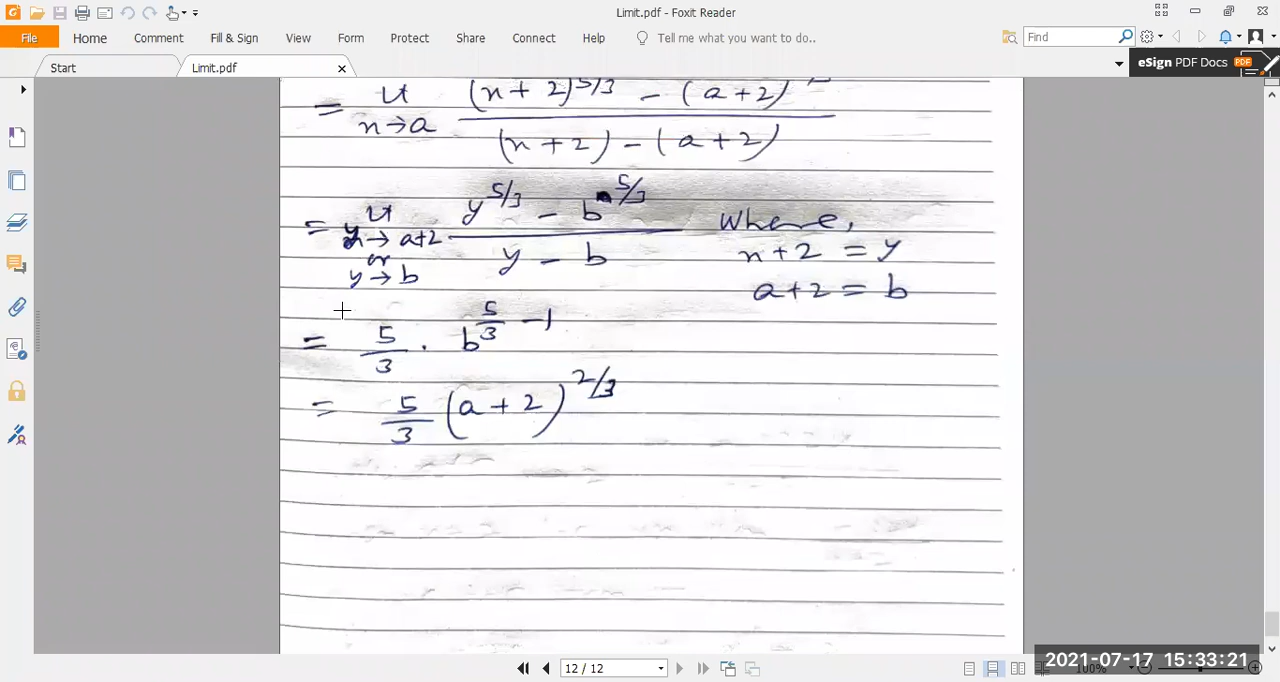 Limit.pdf - Foxit Reader
File Home Comment Fill & Sign View Form Protect Share Connect Help Tell me what you want to do.. Find
Start Limit.pdf eSign PDF Docs PDF
= Lt n→a (n+2)^5/3 - (a+2) / (n+2) - (a+2)
= Lt y→a+2 or y→b y^5/3 - b^5/3 / y - b Where,
n+2 = y
a+2 = b
= 5/3 . b^5/3 -1
= 5/3 (a+2)^2/3
12 / 12 100%
2021-07-17 15:33:21